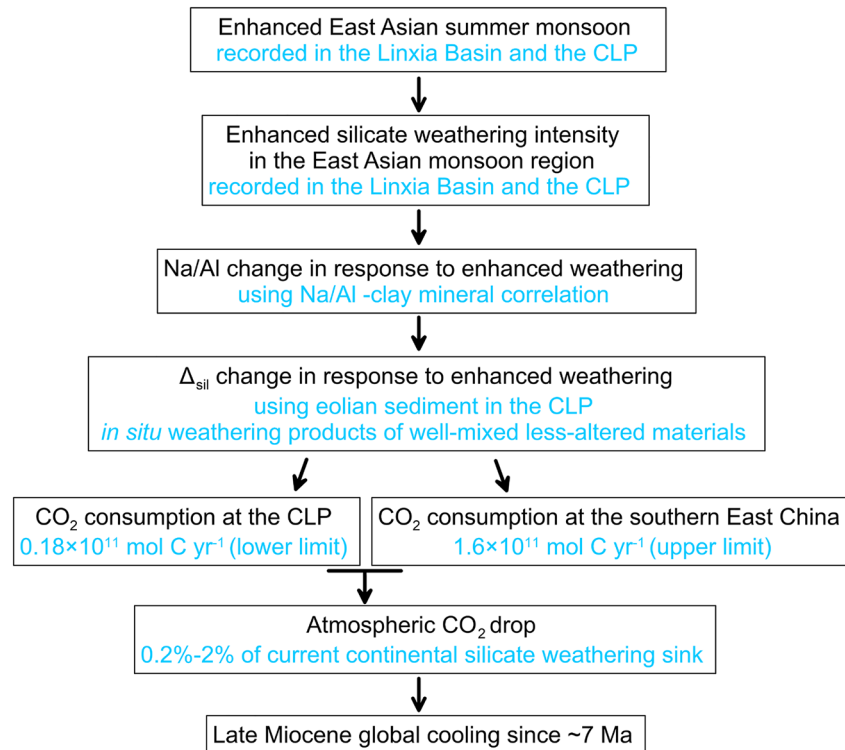 Enhanced East Asian summer monsoon
recorded in the Linxia Basin and the CLP
Enhanced silicate weathering intensity
in the East Asian monsoon region
recorded in the Linxia Basin and the CLP
Na/Al change in response to enhanced weathering
using Na/Al -clay mineral correlation
Δsil change in response to enhanced weathering
using eolian sediment in the CLP
in situ weathering products of well-mixed less-altered materials
CO₂ consumption at the CLP
0.18×10¹¹ mol C yr⁻¹ (lower limit)
CO₂ consumption at the southern East China
1.6×10¹¹ mol C yr⁻¹ (upper limit)
Atmospheric CO₂ drop
0.2%-2% of current continental silicate weathering sink
Late Miocene global cooling since ~7 Ma